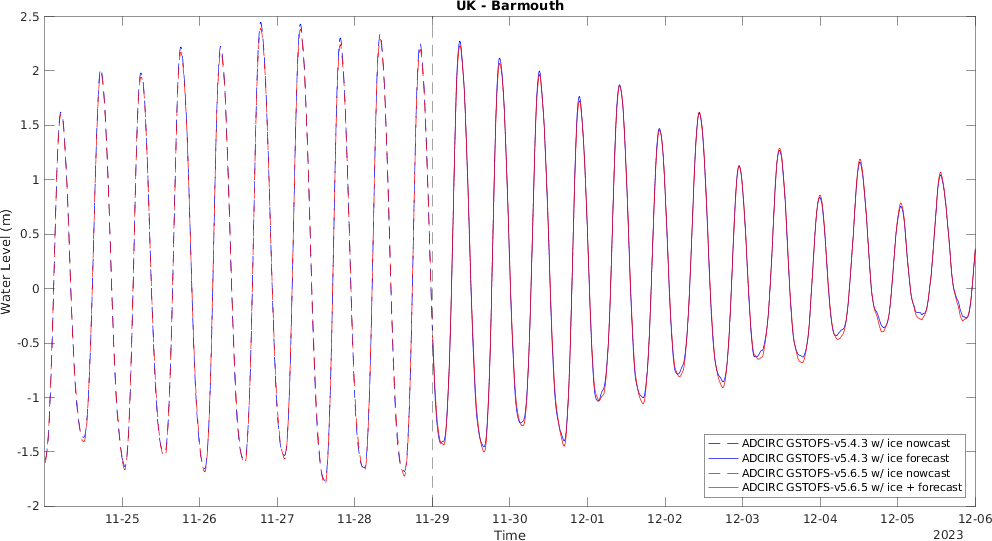 UK - Barmouth
2.5
2
1.5
1
0.5
0
-0.5
-1
-1.5
-2
Water Level (m)
ADCIRC GSTOFS-v5.4.3 w/ ice nowcast
ADCIRC GSTOFS-v5.4.3 w/ ice forecast
ADCIRC GSTOFS-v5.6.5 w/ ice nowcast
ADCIRC GSTOFS-v5.6.5 w/ ice + forecast
11-25 11-26 11-27 11-28 11-29 11-30 12-01 12-02 12-03 12-04 12-05 12-06
Time
2023